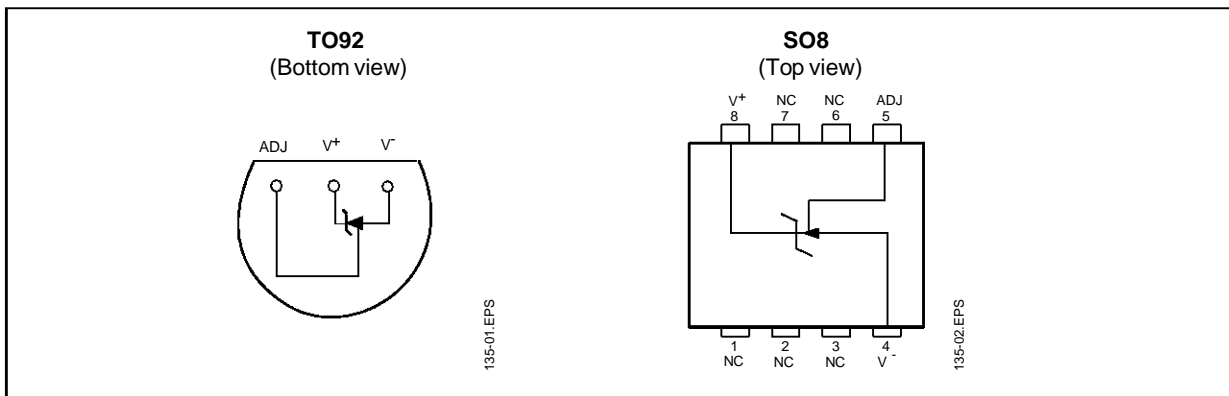 TO92
(Bottom view)
ADJ V+ V-
135-01.EPS
SO8
(Top view)
V+ NC NC ADJ
8 7 6 5
1 2 3 4
NC NC NC V-
135-02.EPS